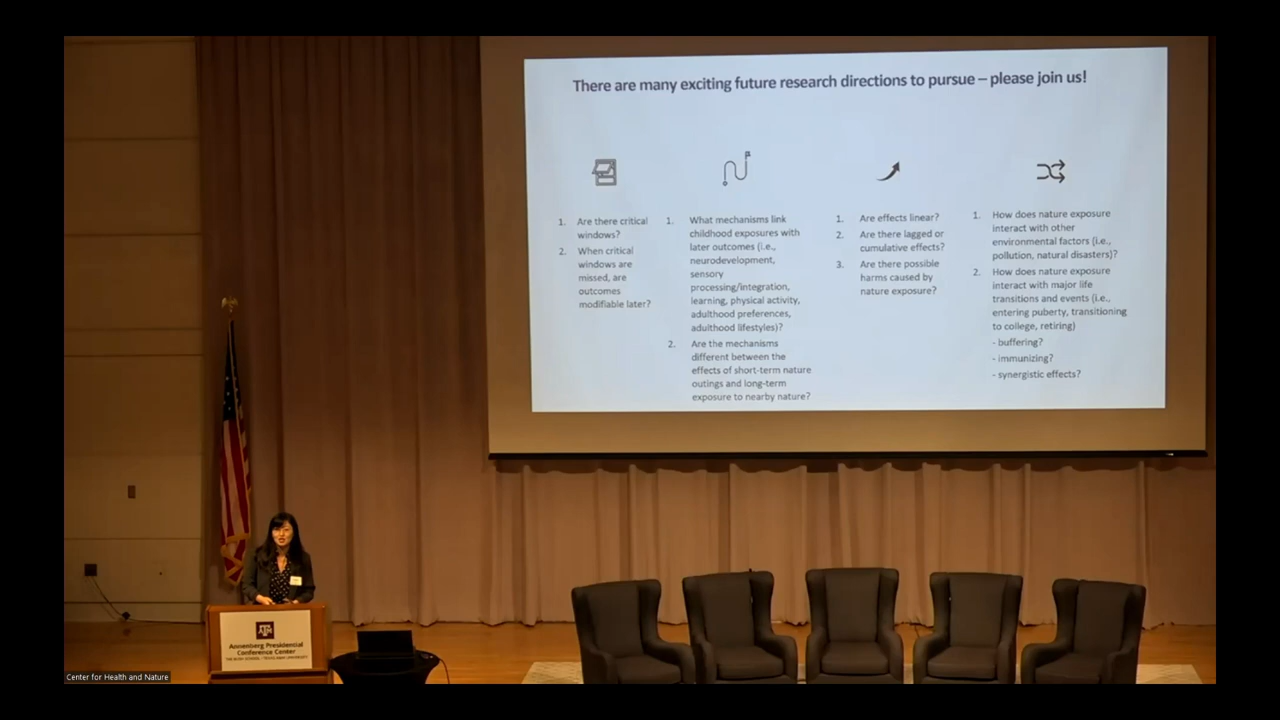 There are many exciting future research directions to pursue – please join us!
1. Are there critical
windows?
2. When critical
windows are
missed, are
outcomes
modifiable later?
1. What mechanisms link
childhood exposures with
later outcomes (i.e.,
neurodevelopment,
sensory
processing/integration,
learning, physical activity,
adulthood preferences,
adulthood lifestyles)?
2. Are the mechanisms
different between the
effects of short-term nature
outings and long-term
exposure to nearby nature?
1. Are effects linear?
2. Are there lagged or
cumulative effects?
3. Are there possible
harms caused by
nature exposure?
1. How does nature exposure
interact with other
environmental factors (i.e.,
pollution, natural disasters)?
2. How does nature exposure
interact with major life
transitions and events (i.e.,
entering puberty, transitioning
to college, retiring)
- buffering?
- immunizing?
- synergistic effects?
ATM
Annenberg Presidential
Conference Center
THE BUSH SCHOOL • TEXAS A&M UNIVERSITY
Center for Health and Nature